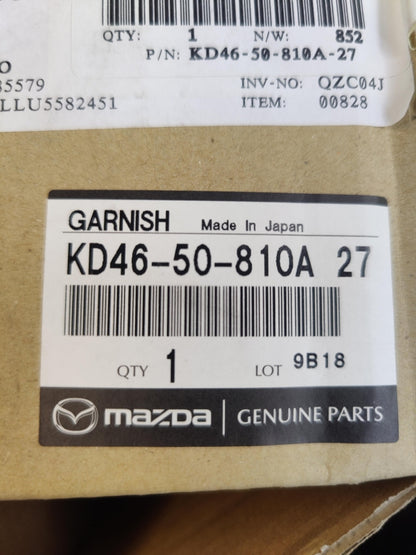 QTY: 1 N/W: 852
P/N: KD46-50-810A-27
O
85579 INV-NO: QZC04J
LLU5582451 ITEM: 00828
GARNISH Made In Japan
KD46-50-810A 27
QTY 1 LOT 9B18
mazda GENUINE PARTS